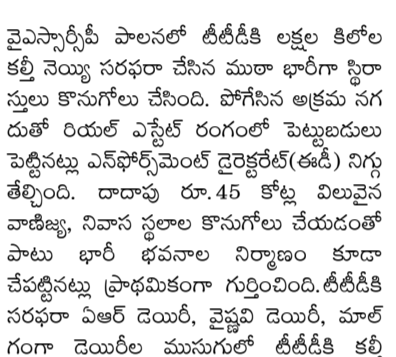 వైఎస్సార్సీపీ పాలనలో టీటీడీకి లక్షల కిలోల
కల్తీ నెయ్యి సరఫరా చేసిన ముఠా భారీగా స్థిరా
స్తులు కొనుగోలు చేసింది. పోగేసిన అక్రమ నగ
దుతో రియల్ ఎస్టేట్ రంగంలో పెట్టుబడులు
పెట్టినట్లు ఎన్‌ఫోర్స్‌మెంట్ డైరెక్టరేట్(ఈడీ) నిగ్గు
తేల్చింది. దాదాపు రూ. 45 కోట్ల విలువైన
వాణిజ్య, నివాస స్థలాల కొనుగోలు చేయడంతో
పాటు భారీ భవనాల నిర్మాణం కూడా
చేపట్టినట్లు ప్రాథమికంగా గుర్తించింది. టీటీడీకి
సరఫరా ఏఆర్ డెయిరీ, వైష్ణవి డెయిరీ, మాల్
గంగా డెయిరీల ముసుగులో టీటీడీకి కల్తీ